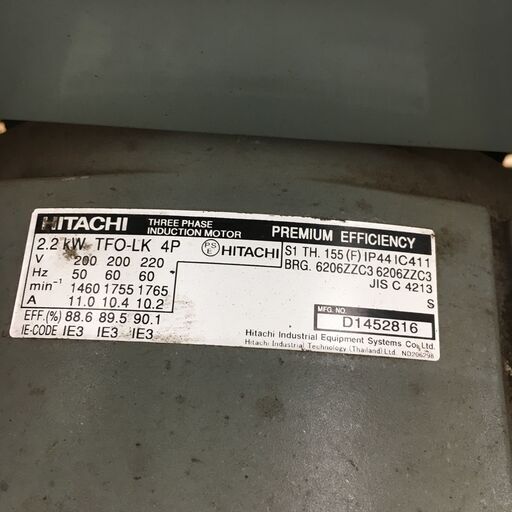 HITACHI THREE PHASE INDUCTION MOTOR PREMIUM EFFICIENCY
2.2 kW TFO-LK 4P PSE HITACHI S1 TH. 155 (F) IP44 IC411
V 200 200 220 BRG. 6206ZZC3 6206ZZC3
Hz 50 60 60 JIS C 4213
min⁻¹ 1460 1755 1765 S
A 11.0 10.4 10.2 MFG. NO. D1452816
EFF.(%) 88.6 89.5 90.1
IE-CODE IE3 IE3 IE3
Hitachi Industrial Equipment Systems Co., Ltd.
Hitachi Industrial Technology (Thailand) Ltd. ND206298